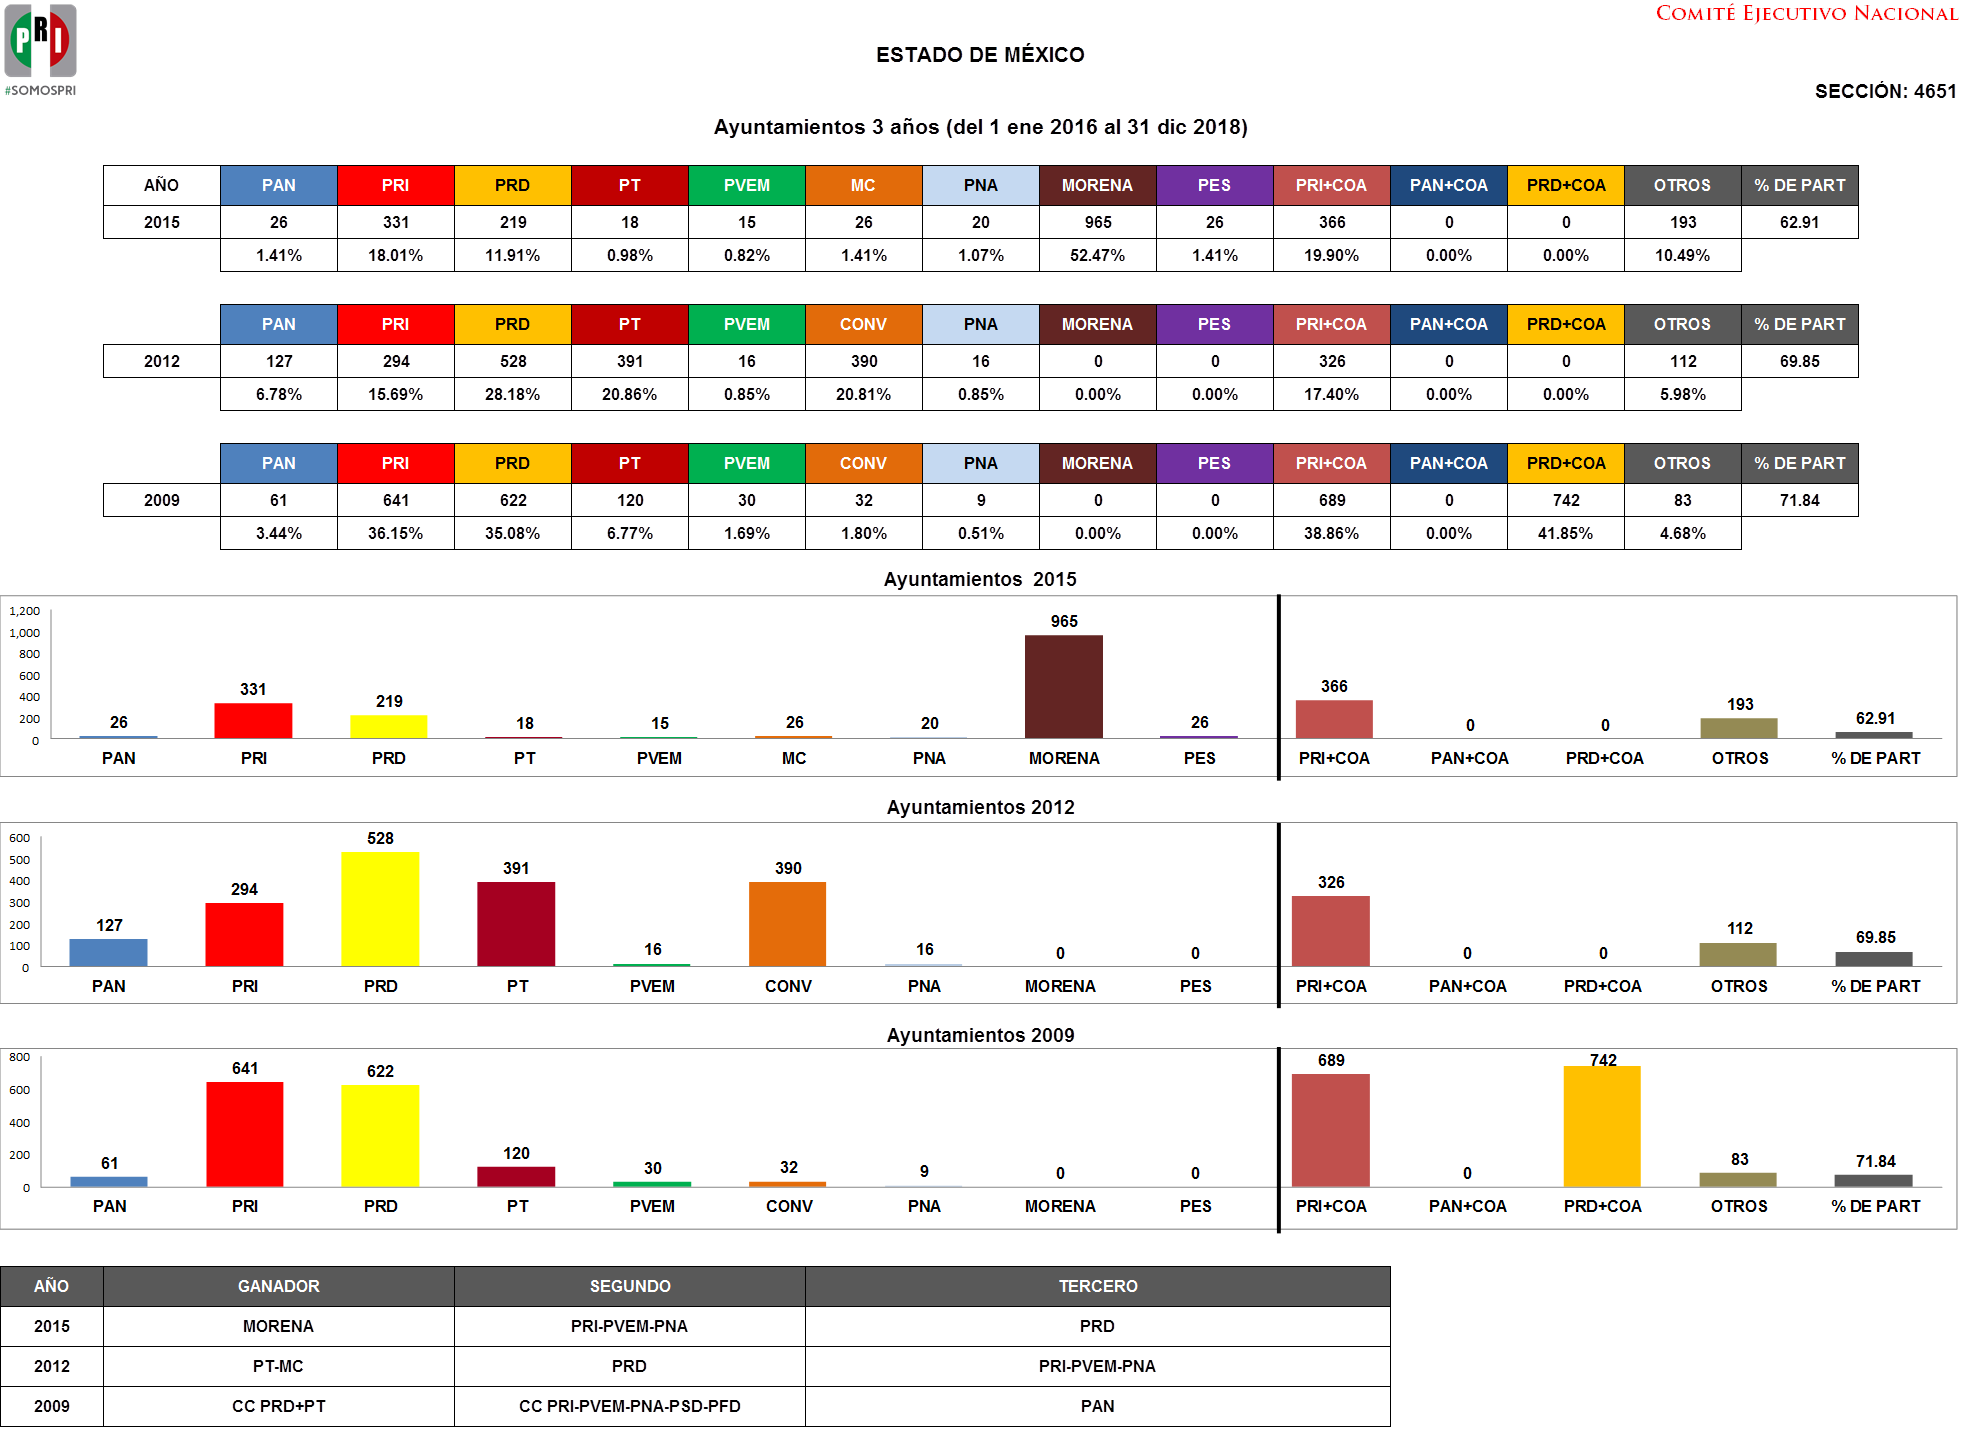 PRI
#SOMOSPRI
COMITÉ EJECUTIVO NACIONAL
ESTADO DE MÉXICO
SECCIÓN: 4651
Ayuntamientos 3 años (del 1 ene 2016 al 31 dic 2018)
AÑO PAN PRI PRD PT PVEM MC PNA MORENA PES PRI+COA PAN+COA PRD+COA OTROS % DE PART
2015 26 331 219 18 15 26 20 965 26 366 0 0 193 62.91
1.41% 18.01% 11.91% 0.98% 0.82% 1.41% 1.07% 52.47% 1.41% 19.90% 0.00% 0.00% 10.49%
PAN PRI PRD PT PVEM CONV PNA MORENA PES PRI+COA PAN+COA PRD+COA OTROS % DE PART
2012 127 294 528 391 16 390 16 0 0 326 0 0 112 69.85
6.78% 15.69% 28.18% 20.86% 0.85% 20.81% 0.85% 0.00% 0.00% 17.40% 0.00% 0.00% 5.98%
PAN PRI PRD PT PVEM CONV PNA MORENA PES PRI+COA PAN+COA PRD+COA OTROS % DE PART
2009 61 641 622 120 30 32 9 0 0 689 0 742 83 71.84
3.44% 36.15% 35.08% 6.77% 1.69% 1.80% 0.51% 0.00% 0.00% 38.86% 0.00% 41.85% 4.68%
Ayuntamientos 2015
1,200
1,000
800
600
400
200
0
26 331 219 18 15 26 20 965 26 366 0 0 193 62.91
PAN PRI PRD PT PVEM MC PNA MORENA PES PRI+COA PAN+COA PRD+COA OTROS % DE PART
Ayuntamientos 2012
600
500
400
300
200
100
0
127 294 528 391 16 390 16 0 0 326 0 0 112 69.85
PAN PRI PRD PT PVEM CONV PNA MORENA PES PRI+COA PAN+COA PRD+COA OTROS % DE PART
Ayuntamientos 2009
800
600
400
200
0
61 641 622 120 30 32 9 0 0 689 0 742 83 71.84
PAN PRI PRD PT PVEM CONV PNA MORENA PES PRI+COA PAN+COA PRD+COA OTROS % DE PART
AÑO GANADOR SEGUNDO TERCERO
2015 MORENA PRI-PVEM-PNA PRD
2012 PT-MC PRD PRI-PVEM-PNA
2009 CC PRD+PT CC PRI-PVEM-PNA-PSD-PFD PAN